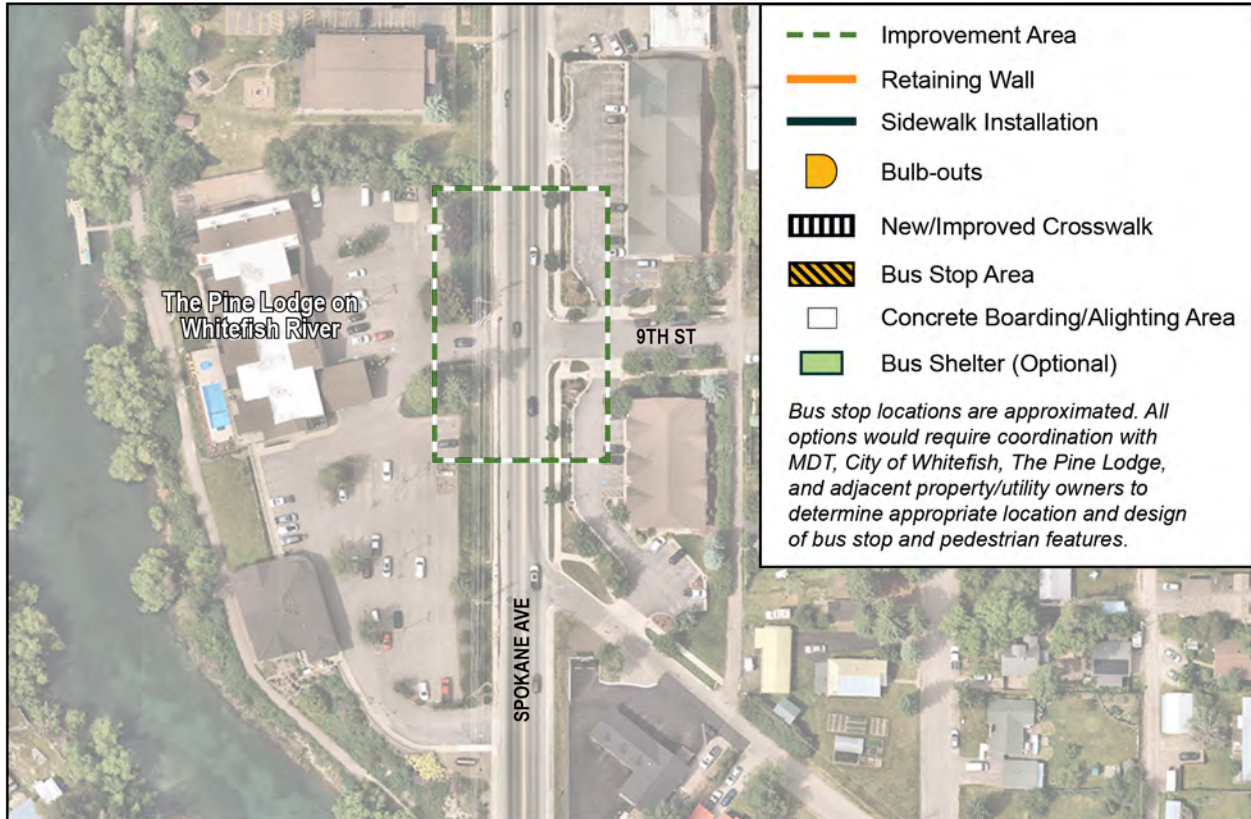 Improvement Area
Retaining Wall
Sidewalk Installation
Bulb-outs
New/Improved Crosswalk
Bus Stop Area
Concrete Boarding/Alighting Area
Bus Shelter (Optional)
Bus stop locations are approximated. All
options would require coordination with
MDT, City of Whitefish, The Pine Lodge,
and adjacent property/utility owners to
determine appropriate location and design
of bus stop and pedestrian features.
The Pine Lodge on
Whitefish River
9TH ST
SPOKANE AVE